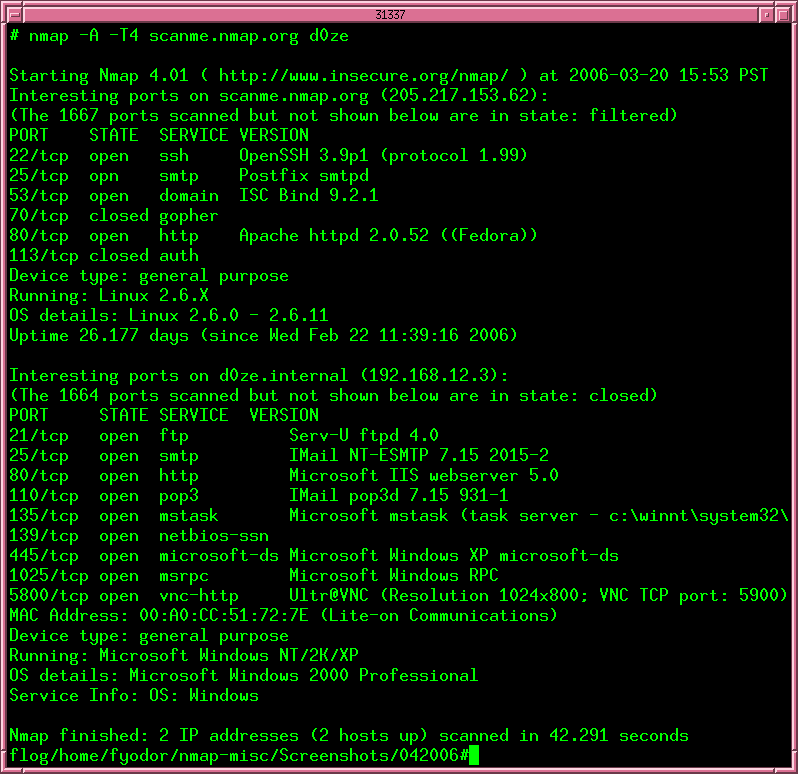 31337
# nmap -A -T4 scanme.nmap.org d0ze
Starting Nmap 4.01 ( http://www.insecure.org/nmap/ ) at 2006-03-20 15:53 PST
Interesting ports on scanme.nmap.org (205.217.153.62):
(The 1667 ports scanned but not shown below are in state: filtered)
PORT    STATE  SERVICE VERSION
22/tcp  open   ssh     OpenSSH 3.9p1 (protocol 1.99)
25/tcp  opn    smtp    Postfix smtpd
53/tcp  open   domain  ISC Bind 9.2.1
70/tcp  closed gopher
80/tcp  open   http    Apache httpd 2.0.52 ((Fedora))
113/tcp closed auth
Device type: general purpose
Running: Linux 2.6.X
OS details: Linux 2.6.0 - 2.6.11
Uptime 26.177 days (since Wed Feb 22 11:39:16 2006)
Interesting ports on d0ze.internal (192.168.12.3):
(The 1664 ports scanned but not shown below are in state: closed)
PORT     STATE SERVICE  VERSION
21/tcp   open  ftp          Serv-U ftpd 4.0
25/tcp   open  smtp         IMail NT-ESMTP 7.15 2015-2
80/tcp   open  http         Microsoft IIS webserver 5.0
110/tcp  open  pop3         IMail pop3d 7.15 931-1
135/tcp  open  mstask       Microsoft mstask (task server - c:\winnt\system32\
139/tcp  open  netbios-ssn
445/tcp  open  microsoft-ds Microsoft Windows XP microsoft-ds
1025/tcp open  msrpc        Microsoft Windows RPC
5800/tcp open  vnc-http     Ultr@VNC (Resolution 1024x800; VNC TCP port: 5900)
MAC Address: 00:A0:CC:51:72:7E (Lite-on Communications)
Device type: general purpose
Running: Microsoft Windows NT/2K/XP
OS details: Microsoft Windows 2000 Professional
Service Info: OS: Windows
Nmap finished: 2 IP addresses (2 hosts up) scanned in 42.291 seconds
flog/home/fyodor/nmap-misc/Screenshots/042006#